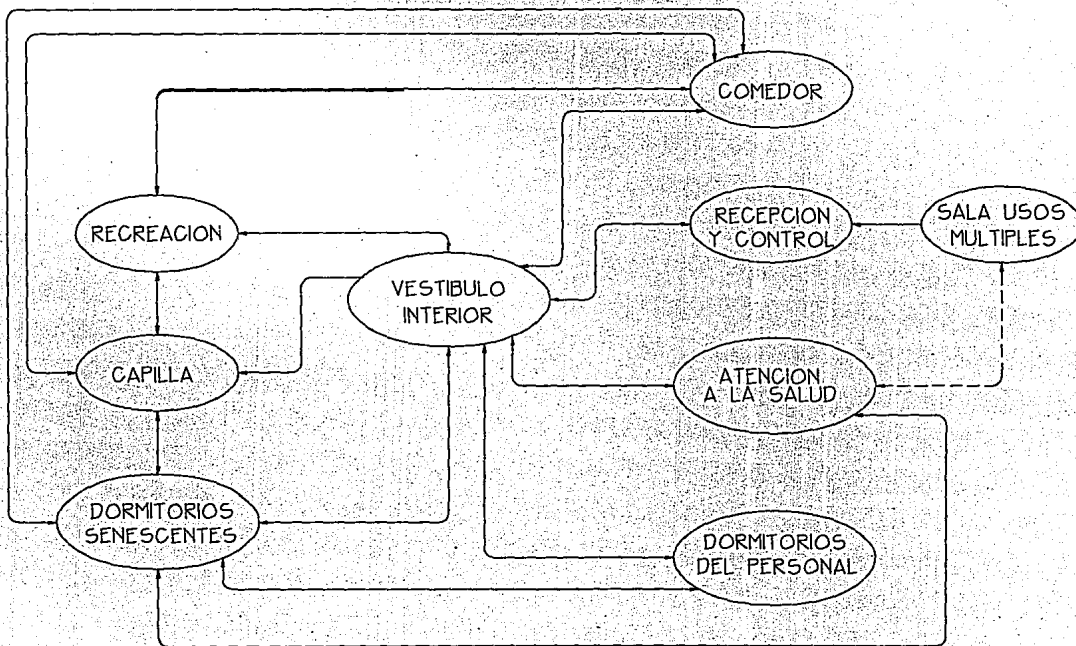 COMEDOR
RECREACION
RECEPCION
Y CONTROL
SALA USOS
MULTIPLES
VESTIBULO
INTERIOR
CAPILLA
ATENCION
A LA SALUD
DORMITORIOS
SENESCENTES
DORMITORIOS
DEL PERSONAL